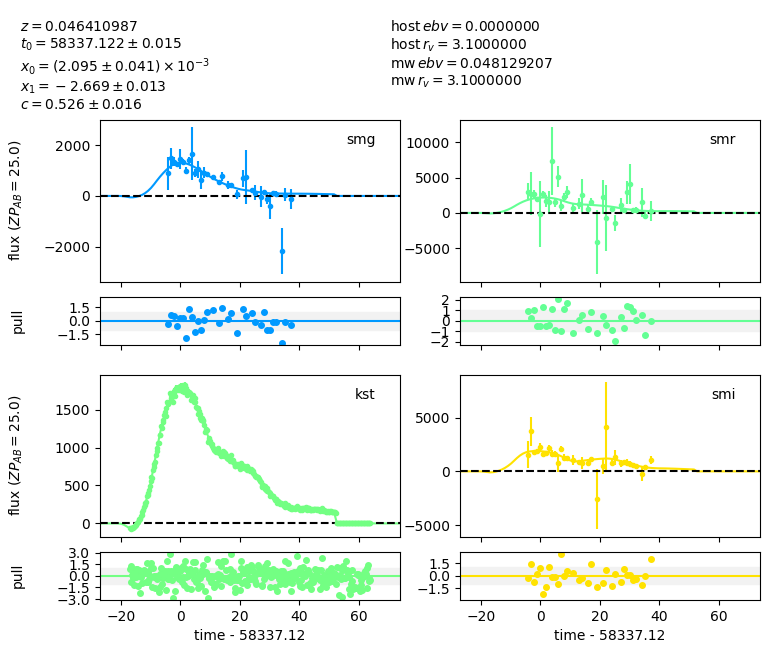 z = 0.046410987
t₀ = 58337.122 ± 0.015
x₀ = (2.095 ± 0.041) × 10⁻³
x₁ = −2.669 ± 0.013
c = 0.526 ± 0.016
host ebv = 0.0000000
host r_v = 3.1000000
mw ebv = 0.048129207
mw r_v = 3.1000000
flux (ZP_AB = 25.0)
2000
0
−2000
smg
10000
5000
0
−5000
smr
pull
1.5
0.0
−1.5
2
1
0
−1
−2
flux (ZP_AB = 25.0)
1500
1000
500
0
kst
5000
0
−5000
smi
pull
3.0
1.5
0.0
−1.5
−3.0
1.5
0.0
−1.5
−20 0 20 40 60
−20 0 20 40 60
time - 58337.12
time - 58337.12